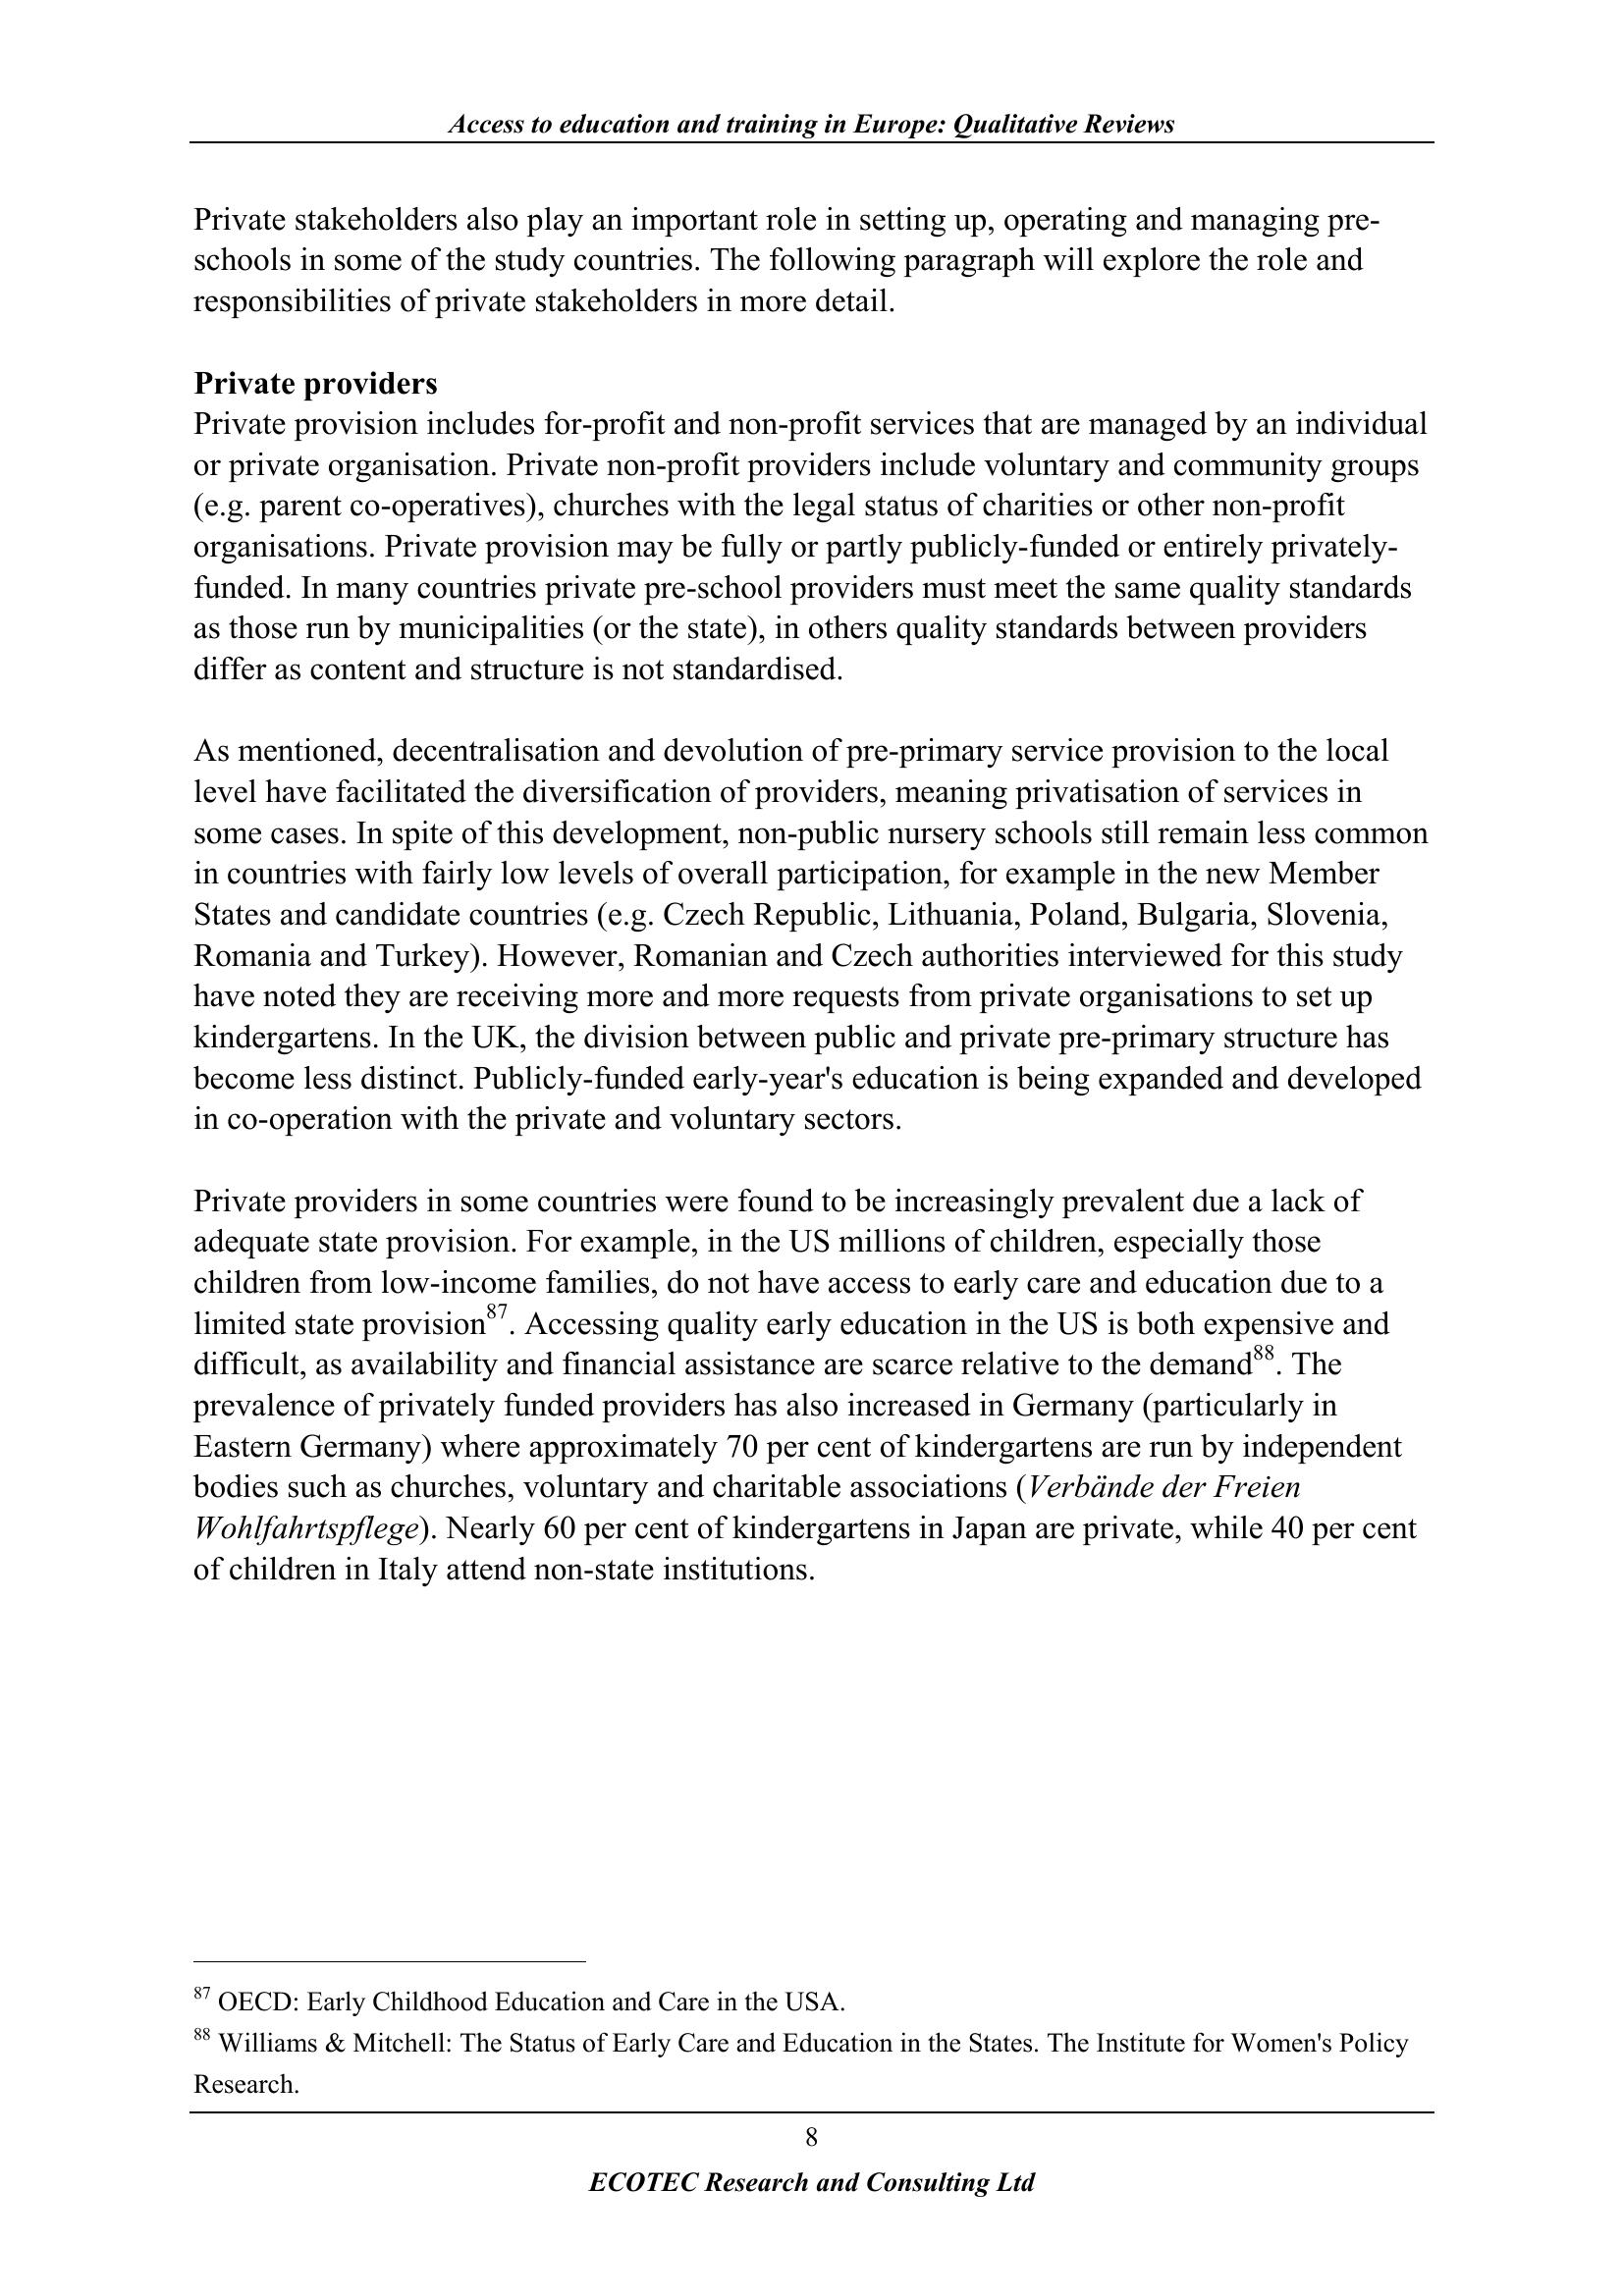 Access to education and training in Europe: Qualitative Reviews
Private stakeholders also play an important role in setting up, operating and managing pre-
schools in some of the study countries. The following paragraph will explore the role and
responsibilities of private stakeholders in more detail.
Private providers
Private provision includes for-profit and non-profit services that are managed by an individual
or private organisation. Private non-profit providers include voluntary and community groups
(e.g. parent co-operatives), churches with the legal status of charities or other non-profit
organisations. Private provision may be fully or partly publicly-funded or entirely privately-
funded. In many countries private pre-school providers must meet the same quality standards
as those run by municipalities (or the state), in others quality standards between providers
differ as content and structure is not standardised.
As mentioned, decentralisation and devolution of pre-primary service provision to the local
level have facilitated the diversification of providers, meaning privatisation of services in
some cases. In spite of this development, non-public nursery schools still remain less common
in countries with fairly low levels of overall participation, for example in the new Member
States and candidate countries (e.g. Czech Republic, Lithuania, Poland, Bulgaria, Slovenia,
Romania and Turkey). However, Romanian and Czech authorities interviewed for this study
have noted they are receiving more and more requests from private organisations to set up
kindergartens. In the UK, the division between public and private pre-primary structure has
become less distinct. Publicly-funded early-year's education is being expanded and developed
in co-operation with the private and voluntary sectors.
Private providers in some countries were found to be increasingly prevalent due a lack of
adequate state provision. For example, in the US millions of children, especially those
children from low-income families, do not have access to early care and education due to a
limited state provision87. Accessing quality early education in the US is both expensive and
difficult, as availability and financial assistance are scarce relative to the demand88. The
prevalence of privately funded providers has also increased in Germany (particularly in
Eastern Germany) where approximately 70 per cent of kindergartens are run by independent
bodies such as churches, voluntary and charitable associations (Verbände der Freien
Wohlfahrtspflege). Nearly 60 per cent of kindergartens in Japan are private, while 40 per cent
of children in Italy attend non-state institutions.
87 OECD: Early Childhood Education and Care in the USA.
88 Williams & Mitchell: The Status of Early Care and Education in the States. The Institute for Women's Policy
Research.
8
ECOTEC Research and Consulting Ltd